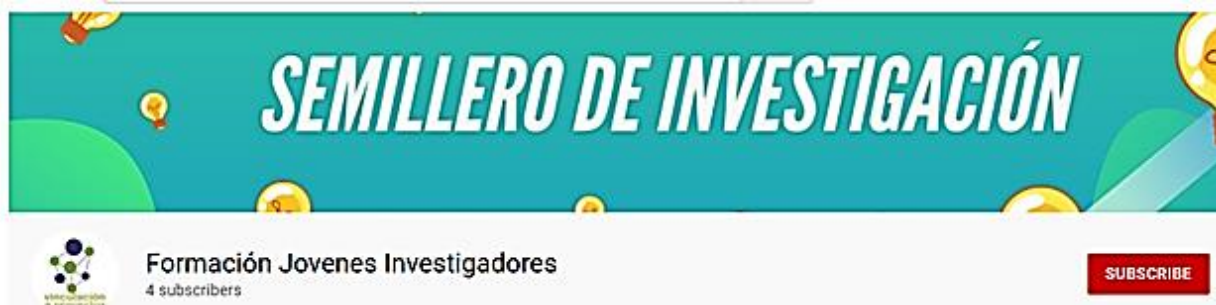 SEMILLERO DE INVESTIGACIÓN
Formación Jovenes Investigadores
4 subscribers
SUBSCRIBE